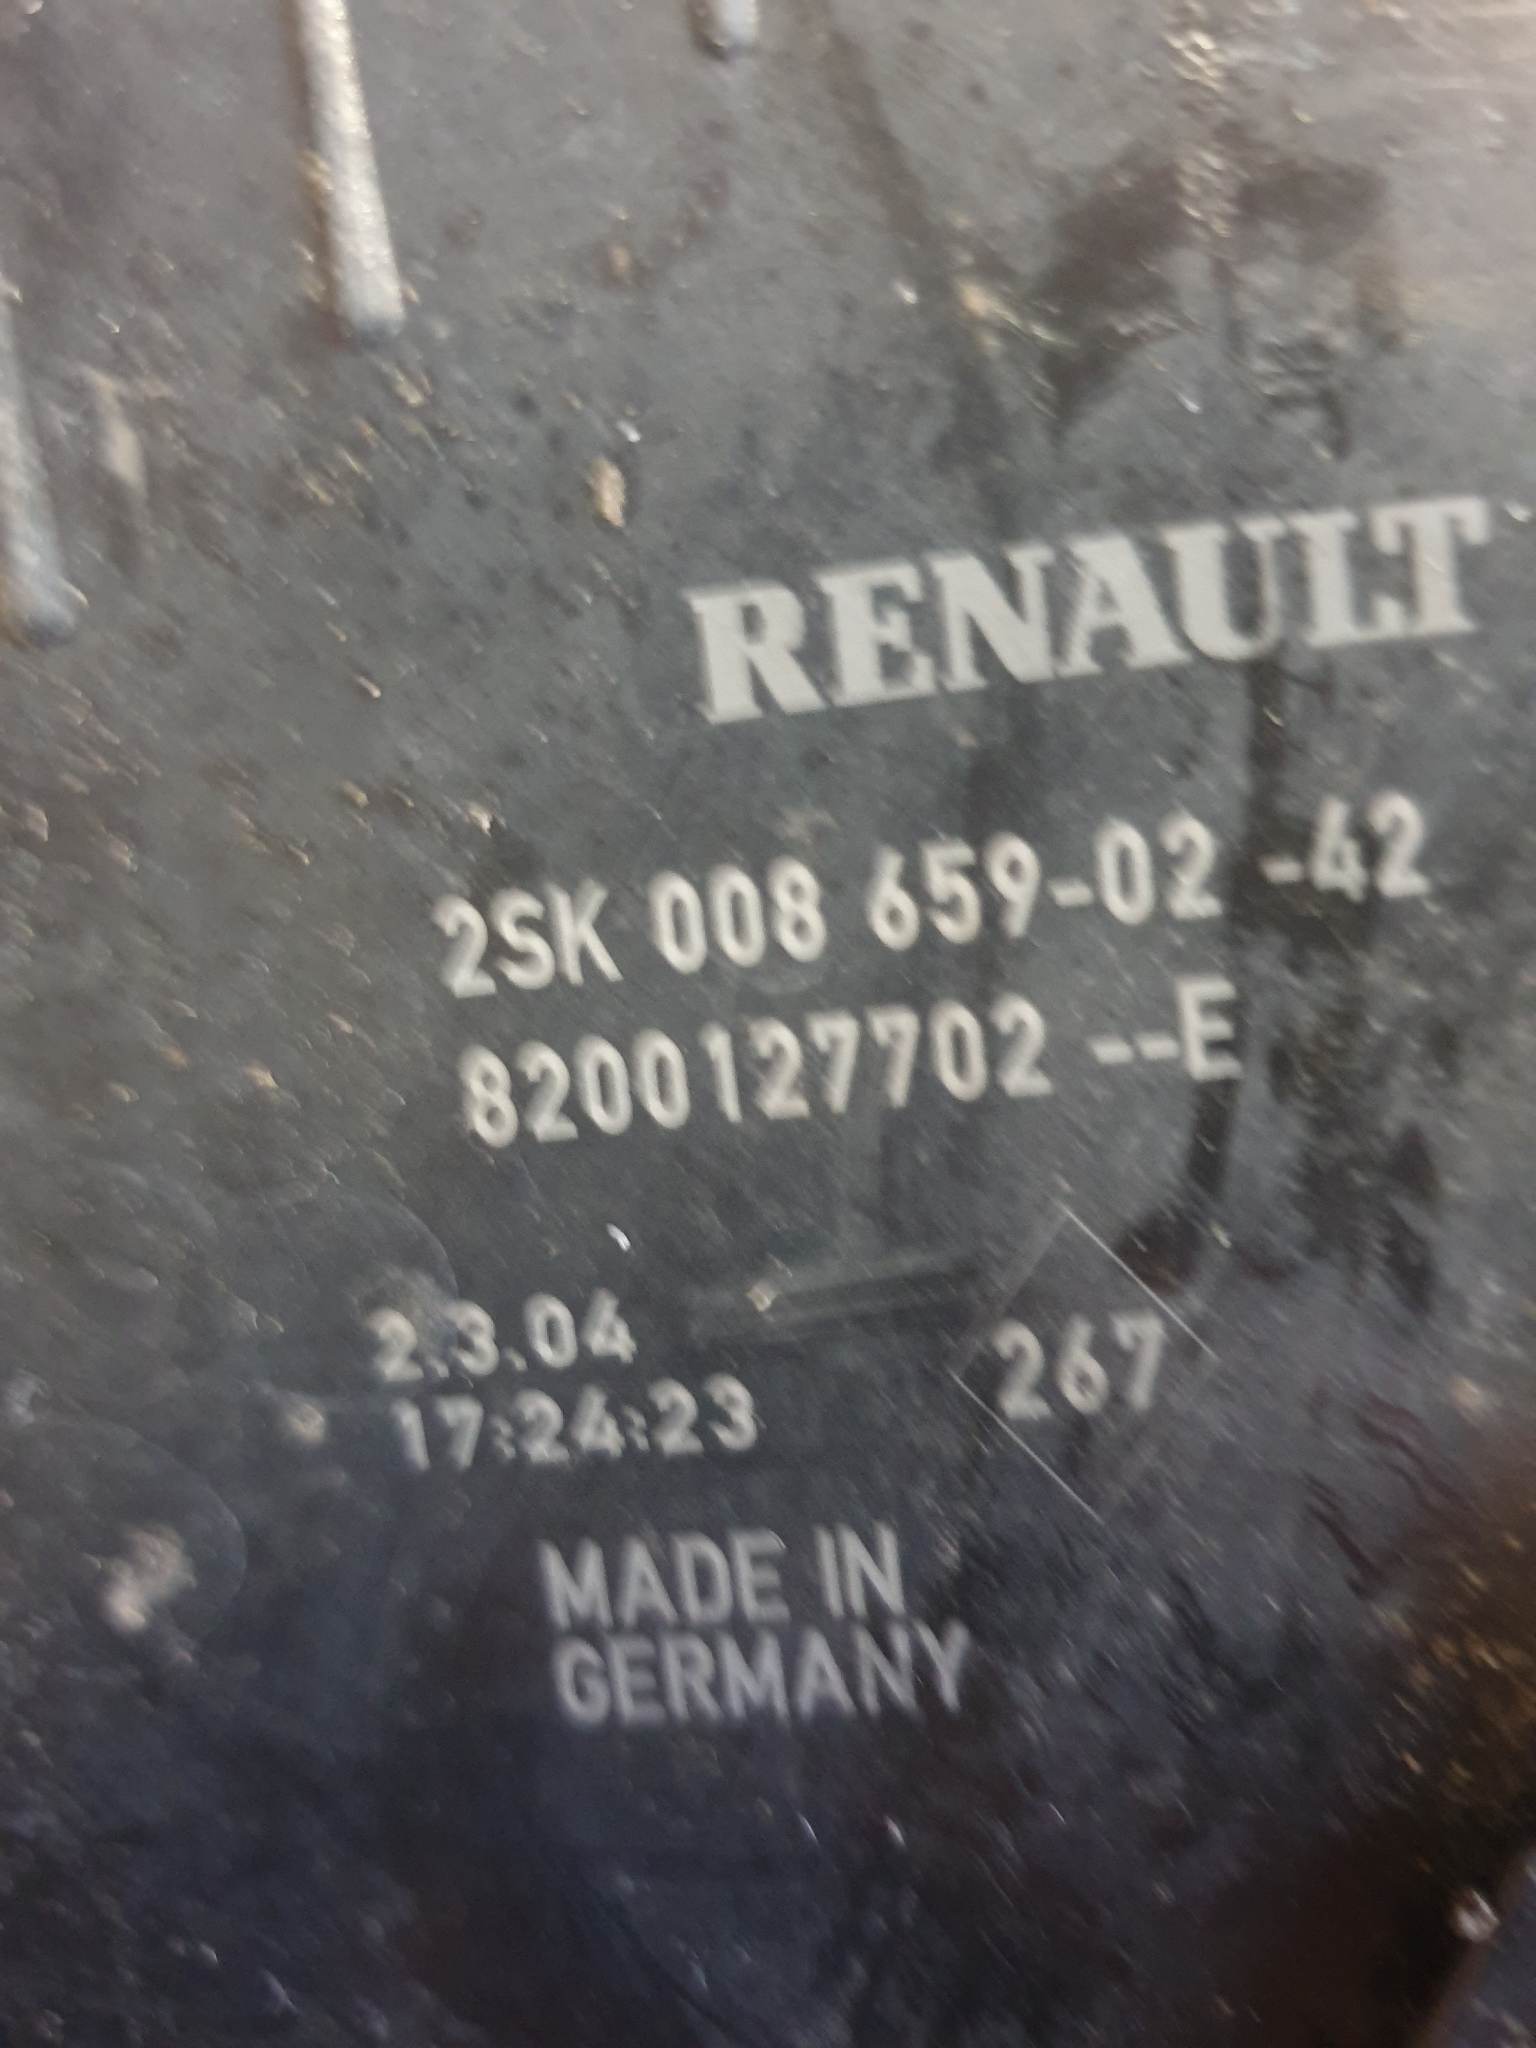 RENAULT
2SK 008 659-02 -42
8200127702 --E
2.3.04
17:24:23
267
MADE IN
GERMANY